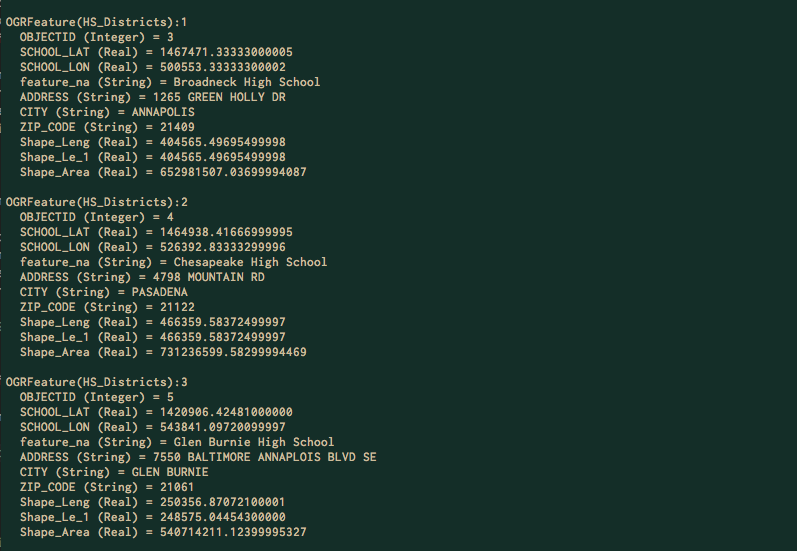 OGRFeature(HS_Districts):1
OBJECTID (Integer) = 3
SCHOOL_LAT (Real) = 1467471.33333000005
SCHOOL_LON (Real) = 500553.33333300002
feature_na (String) = Broadneck High School
ADDRESS (String) = 1265 GREEN HOLLY DR
CITY (String) = ANNAPOLIS
ZIP_CODE (String) = 21409
Shape_Leng (Real) = 404565.49695499998
Shape_Le_1 (Real) = 404565.49695499998
Shape_Area (Real) = 652981507.03699994087
OGRFeature(HS_Districts):2
OBJECTID (Integer) = 4
SCHOOL_LAT (Real) = 1464938.41666999995
SCHOOL_LON (Real) = 526392.83333299996
feature_na (String) = Chesapeake High School
ADDRESS (String) = 4798 MOUNTAIN RD
CITY (String) = PASADENA
ZIP_CODE (String) = 21122
Shape_Leng (Real) = 466359.58372499997
Shape_Le_1 (Real) = 466359.58372499997
Shape_Area (Real) = 731236599.58299994469
OGRFeature(HS_Districts):3
OBJECTID (Integer) = 5
SCHOOL_LAT (Real) = 1420906.42481000000
SCHOOL_LON (Real) = 543841.09720099997
feature_na (String) = Glen Burnie High School
ADDRESS (String) = 7550 BALTIMORE ANNAPLOIS BLVD SE
CITY (String) = GLEN BURNIE
ZIP_CODE (String) = 21061
Shape_Leng (Real) = 250356.87072100001
Shape_Le_1 (Real) = 248575.04454300000
Shape_Area (Real) = 540714211.12399995327